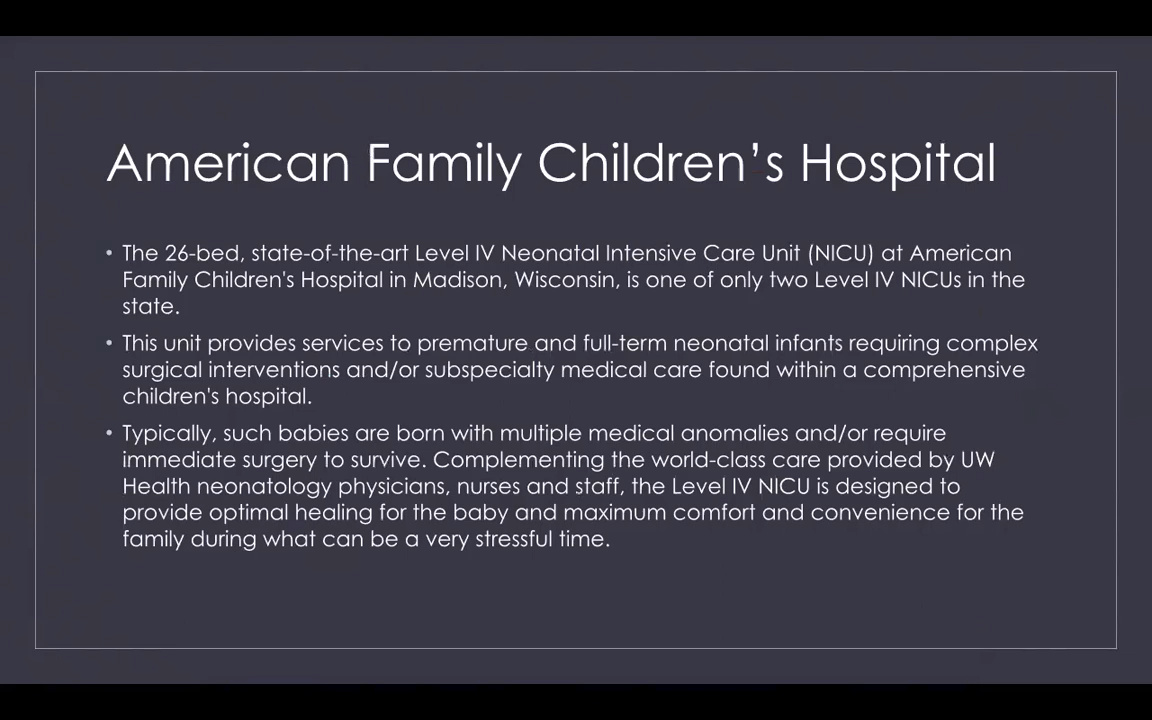 American Family Children’s Hospital
• The 26-bed, state-of-the-art Level IV Neonatal Intensive Care Unit (NICU) at American
Family Children's Hospital in Madison, Wisconsin, is one of only two Level IV NICUs in the
state.
• This unit provides services to premature and full-term neonatal infants requiring complex
surgical interventions and/or subspecialty medical care found within a comprehensive
children's hospital.
• Typically, such babies are born with multiple medical anomalies and/or require
immediate surgery to survive. Complementing the world-class care provided by UW
Health neonatology physicians, nurses and staff, the Level IV NICU is designed to
provide optimal healing for the baby and maximum comfort and convenience for the
family during what can be a very stressful time.